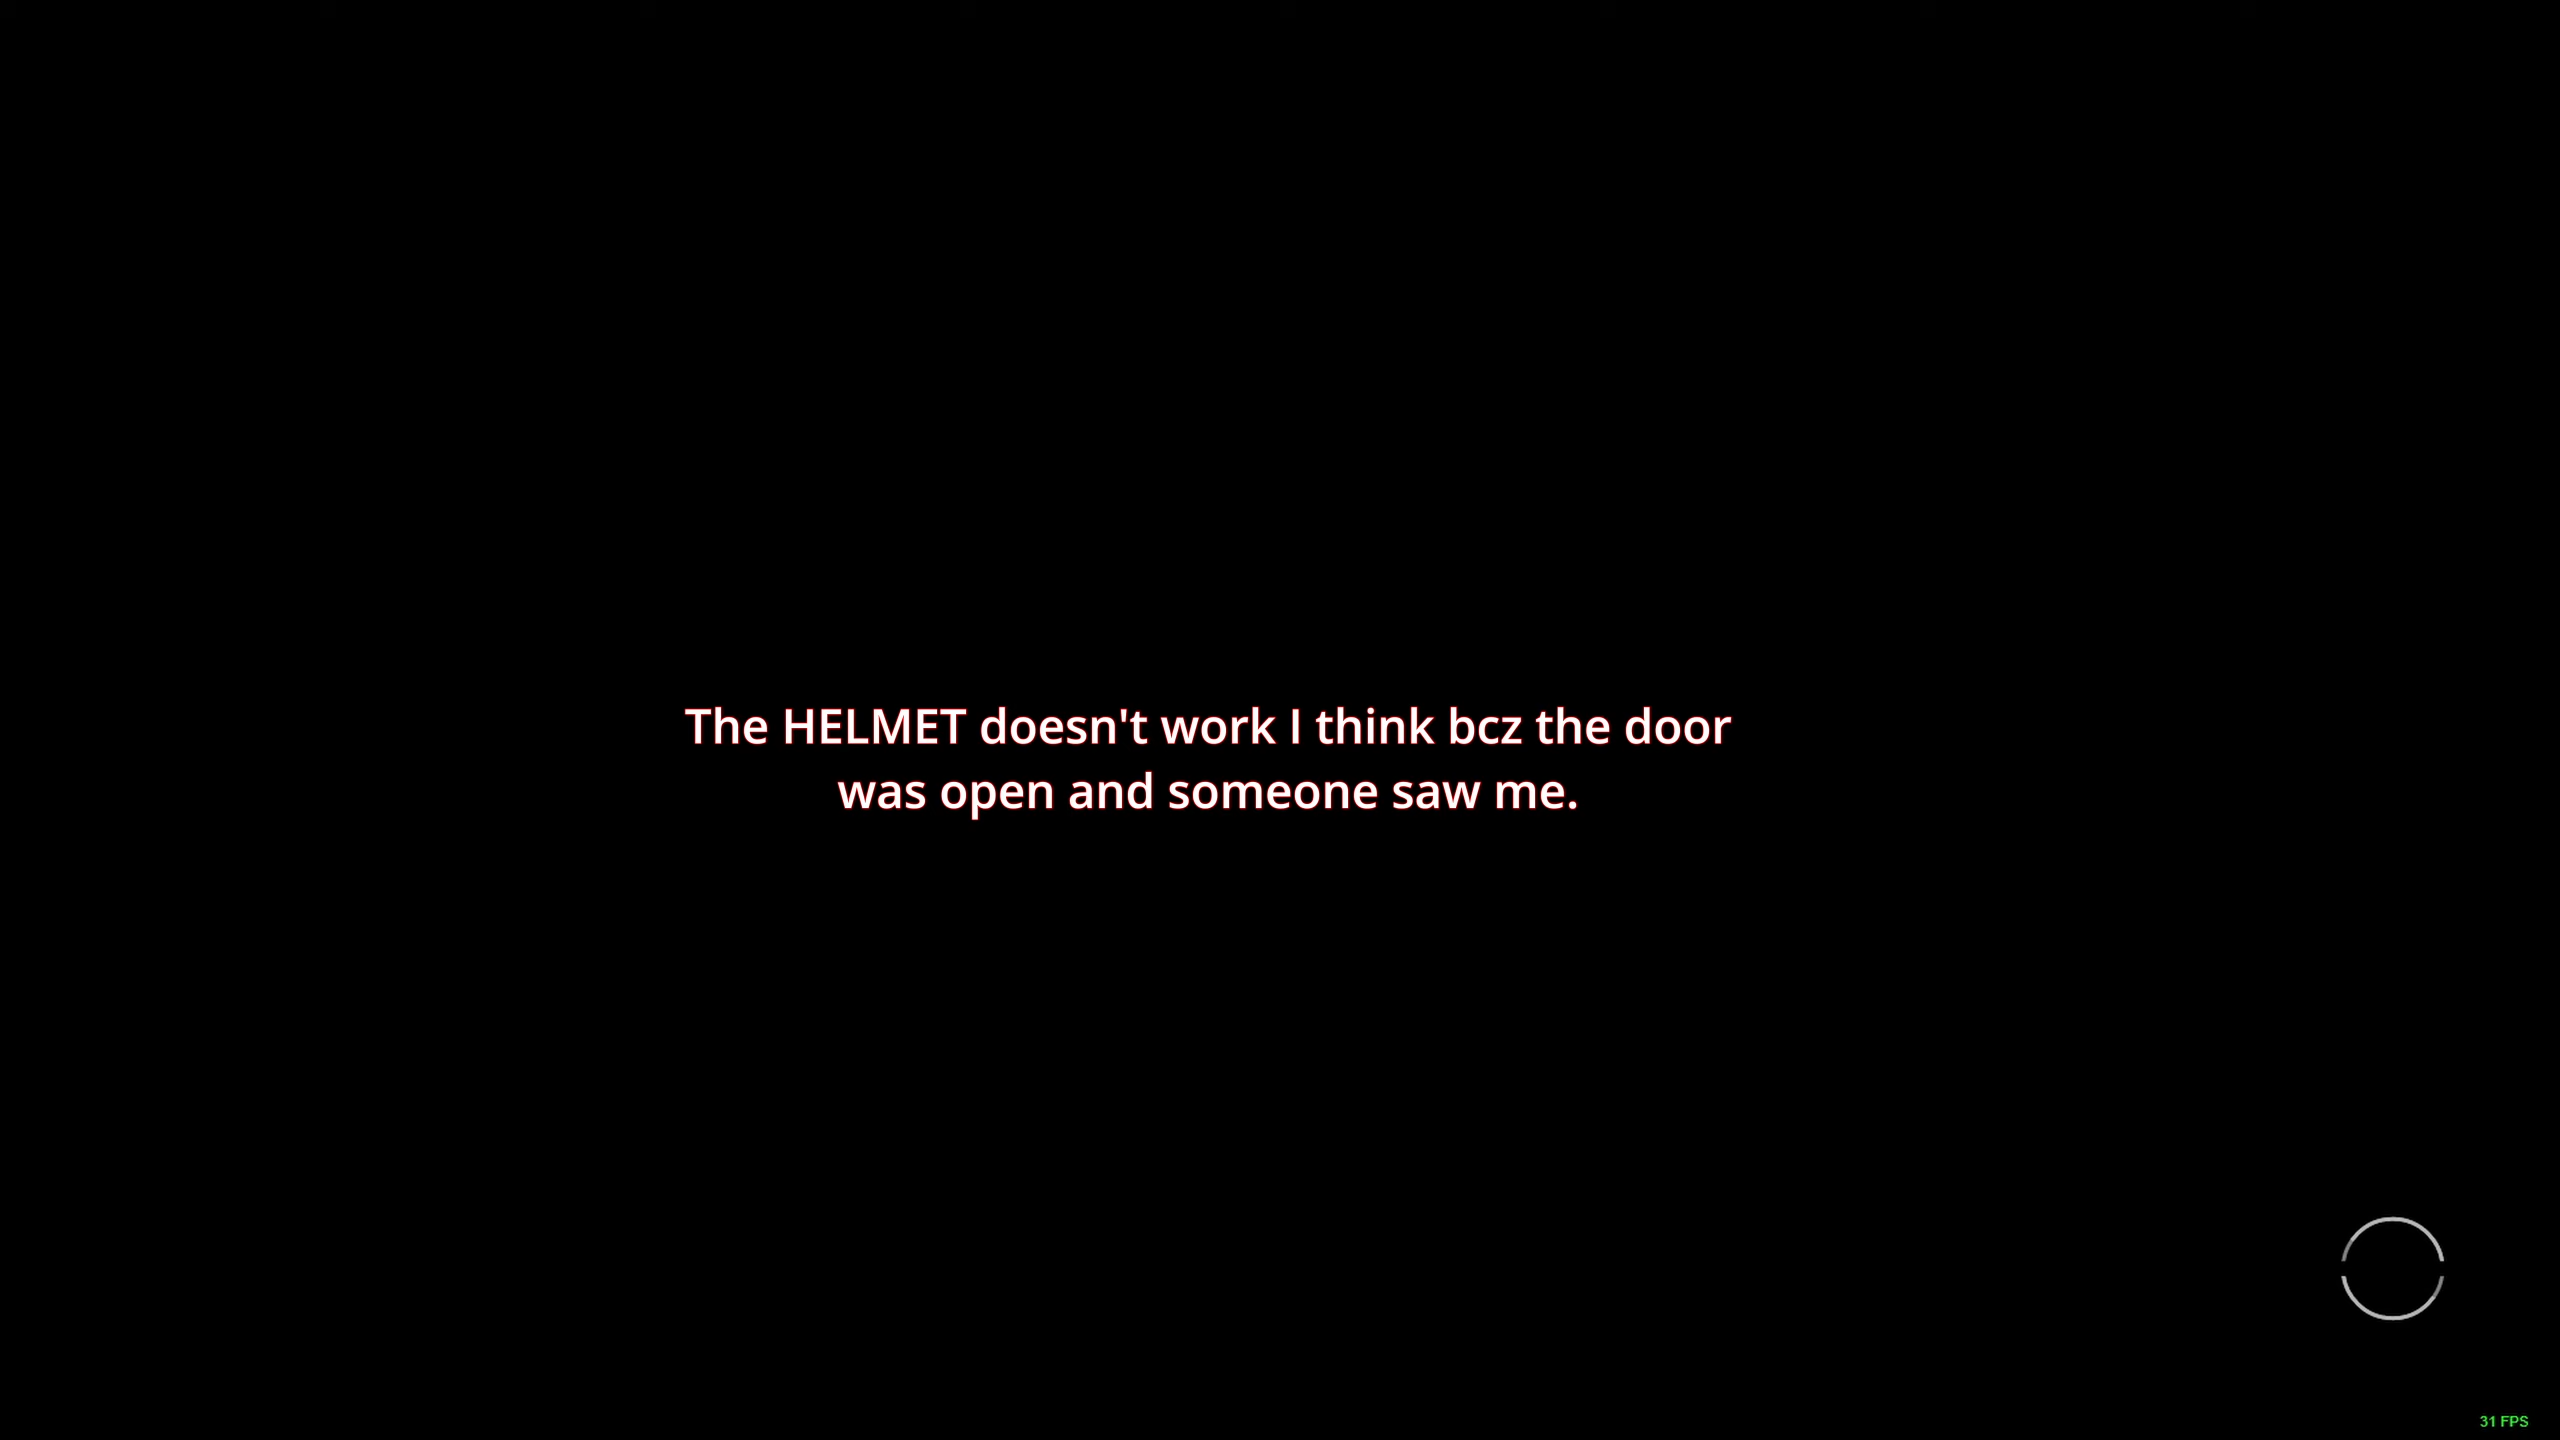 The HELMET doesn't work I think bcz the door
was open and someone saw me.
31 FPS